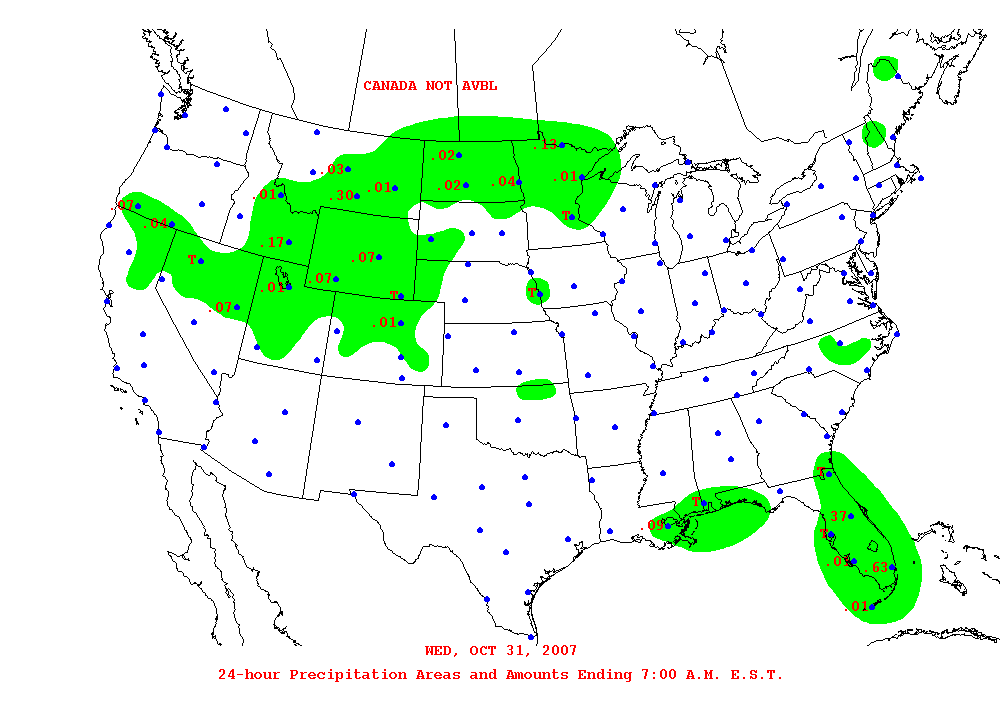 CANADA NOT AVBL
.13
.02
.03
.01
.02
.04
.01
.01
.30
.07
T
.04
.17
.07
T
.07
.01
T
T
.07
.01
T
.37
T
T
.09
.63
.01
WED, OCT 31, 2007
24-hour Precipitation Areas and Amounts Ending 7:00 A.M. E.S.T.